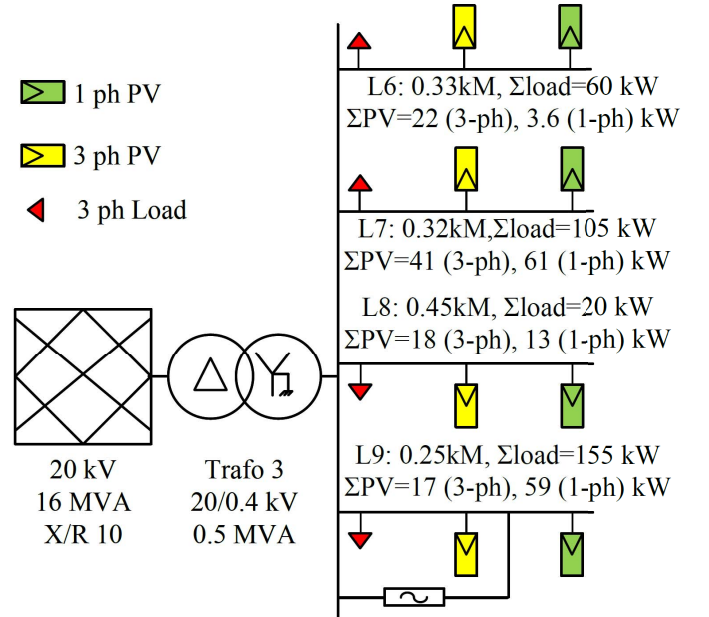 L6: 0.33kM, Σload=60 kW
ΣPV=22 (3-ph), 3.6 (1-ph) kW
1 ph PV
3 ph PV
3 ph Load
L7: 0.32kM,Σload=105 kW
ΣPV=41 (3-ph), 61 (1-ph) kW
L8: 0.45kM, Σload=20 kW
ΣPV=18 (3-ph), 13 (1-ph) kW
L9: 0.25kM, Σload=155 kW
ΣPV=17 (3-ph), 59 (1-ph) kW
20 kV
16 MVA
X/R 10
Trafo 3
20/0.4 kV
0.5 MVA